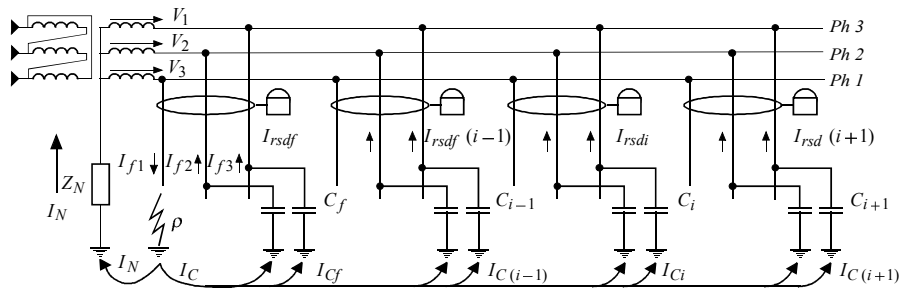 V1
V2
V3
Ph 3
Ph 2
Ph 1
Irsdf
Irsdf (i−1)
Irsdi
Irsd (i+1)
If1 If2 If3
ZN
IN
ρ
Cf
Ci−1
Ci
Ci+1
IN
IC
ICf
IC(i−1)
ICi
IC(i+1)